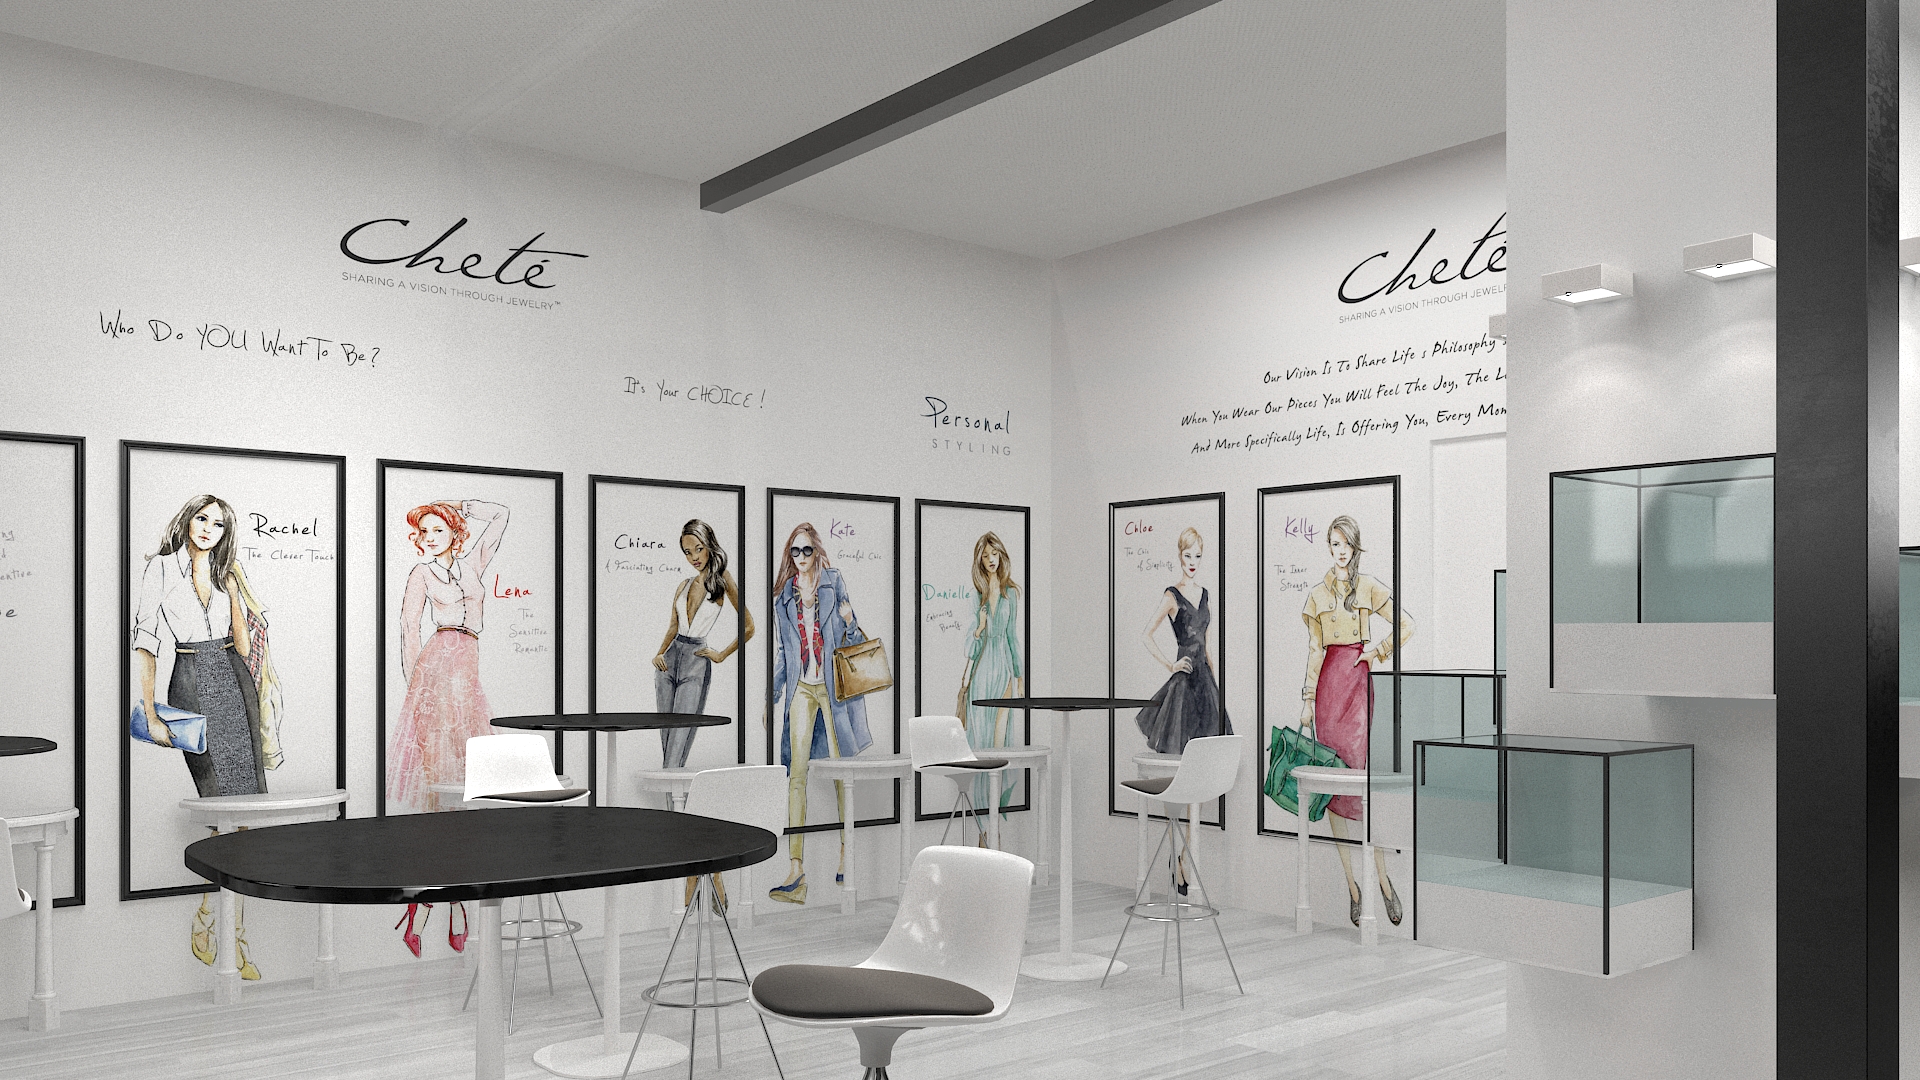 Cheté
SHARING A VISION THROUGH JEWELRY™
Who Do YOU Want To Be?
It's Your CHOICE!
Personal
STYLING
Rachel
The Clever Touch
Lena
The
Sensitive
Romantic
Chiara
A Fascinating Charm
Kate
Graceful Chic
Danielle
Embracing
Beauty
Cheté
SHARING A VISION THROUGH JEWELR
Our Vision Is To Share Life s Philosophy
When You Wear Our Pieces You Will Feel The Joy, The L
And More Specifically Life, Is Offering You, Every Mom
Chloe
The Chic
of Simplicity
Kelly
The Inner
Strength